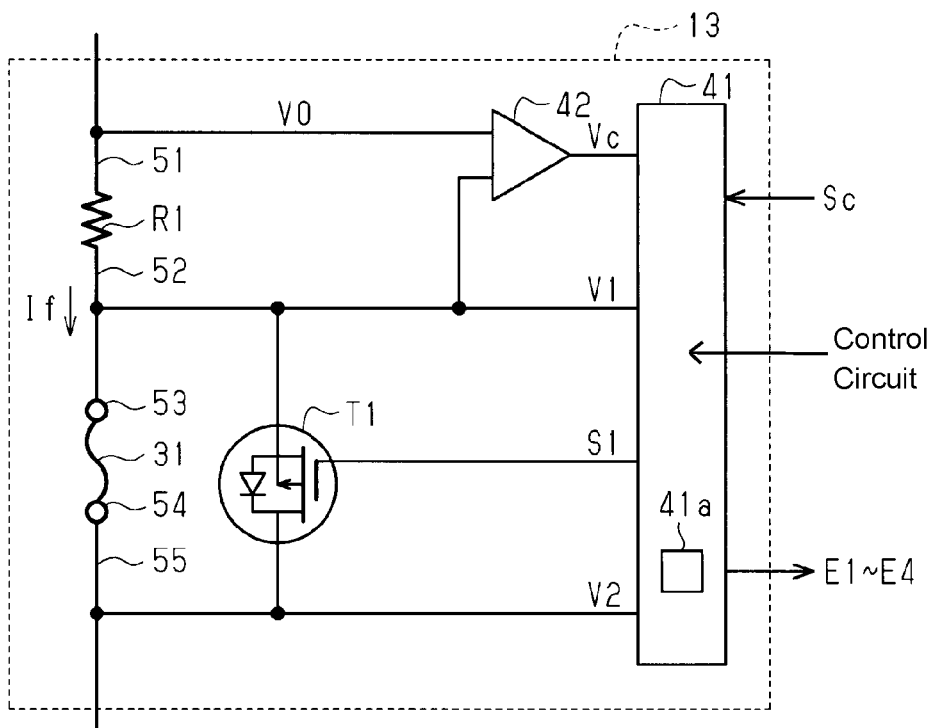 13
41
42
V0
Vc
51
Sc
R1
52
If
V1
Control
Circuit
53
T1
31
S1
54
41a
55
E1~E4
V2